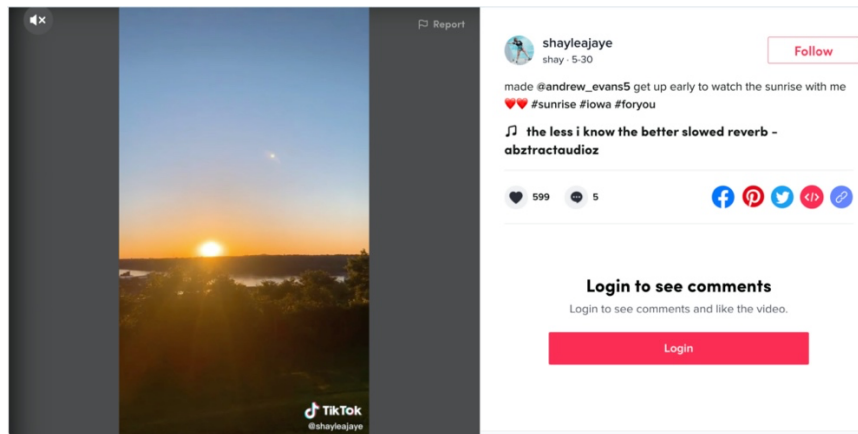 Report
TikTok
@shayleajaye
shayleajaye
shay · 5-30
Follow
made @andrew_evans5 get up early to watch the sunrise with me
❤️❤️ #sunrise #iowa #foryou
♫ the less i know the better slowed reverb -
abztractaudioz
599
5
Login to see comments
Login to see comments and like the video.
Login